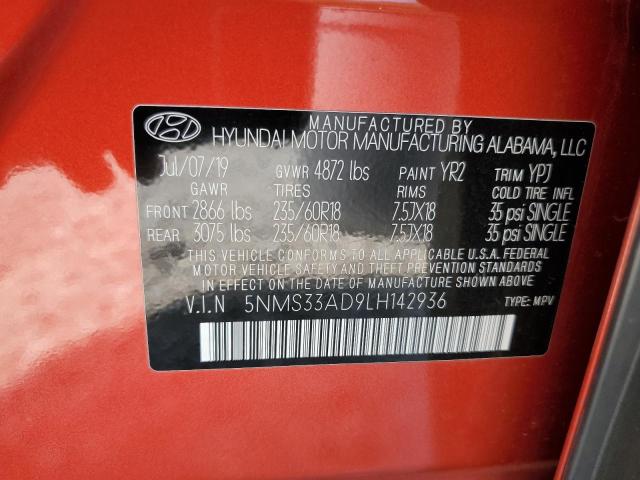 MANUFACTURED BY
HYUNDAI MOTOR MANUFACTURING ALABAMA, LLC
Jul/07/19 GVWR 4872 lbs PAINT YR2 TRIM YPJ
GAWR TIRES RIMS COLD TIRE INFL
FRONT 2866 lbs 235/60R18 7.5JX18 35 psi SINGLE
REAR 3075 lbs 235/60R18 7.5JX18 35 psi SINGLE
THIS VEHICLE CONFORMS TO ALL APPLICABLE U.S.A. FEDERAL
MOTOR VEHICLE SAFETY AND THEFT PREVENTION STANDARDS
IN EFFECT ON THE DATE OF MANUFACTURE SHOWN ABOVE
V.I.N 5NMS33AD9LH142936 TYPE: MPV